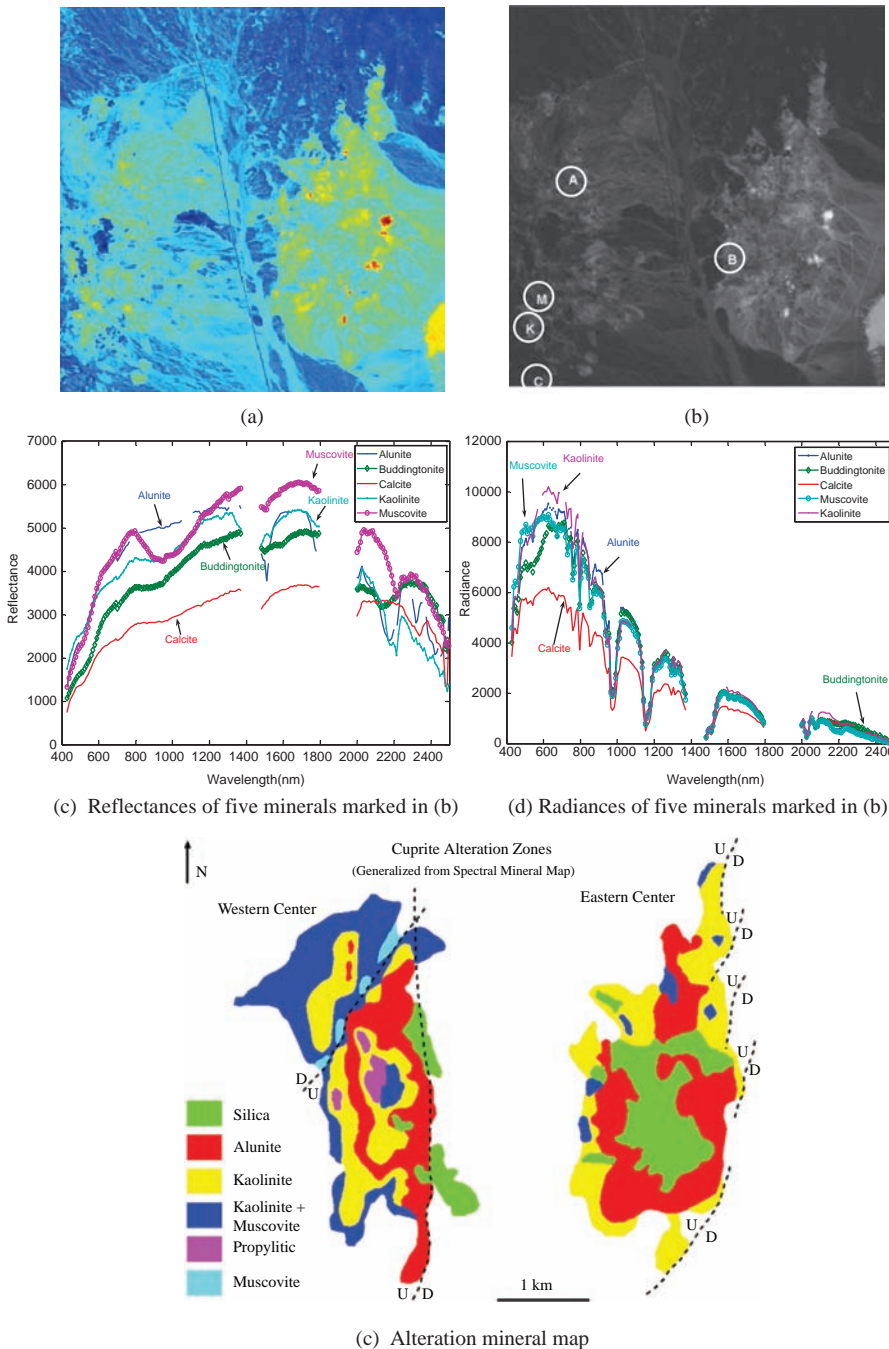 (a)
A
B
M
K
C
(b)
7000
6000
5000
4000
3000
2000
1000
0
Reflectance
400 600 800 1000 1200 1400 1600 1800 2000 2200 2400
Wavelength(nm)
Alunite
Buddingtonite
Calcite
Muscovite
Kaolinite
Alunite
Buddingtonite
Calcite
Kaolinite
Muscovite
(c) Reflectances of five minerals marked in (b)
12000
10000
8000
6000
4000
2000
0
Radiance
400 600 800 1000 1200 1400 1600 1800 2000 2200 2400
Wavelength(nm)
Muscovite
Kaolinite
Alunite
Calcite
Buddingtonite
Alunite
Buddingtonite
Calcite
Muscovite
Kaolinite
(d) Radiances of five minerals marked in (b)
N
Cuprite Alteration Zones
(Generalized from Spectral Mineral Map)
Western Center
Eastern Center
U D
U D
U D
U D
D U
U D
U D
Silica
Alunite
Kaolinite
Kaolinite +
Muscovite
Propylitic
Muscovite
1 km
(c) Alteration mineral map